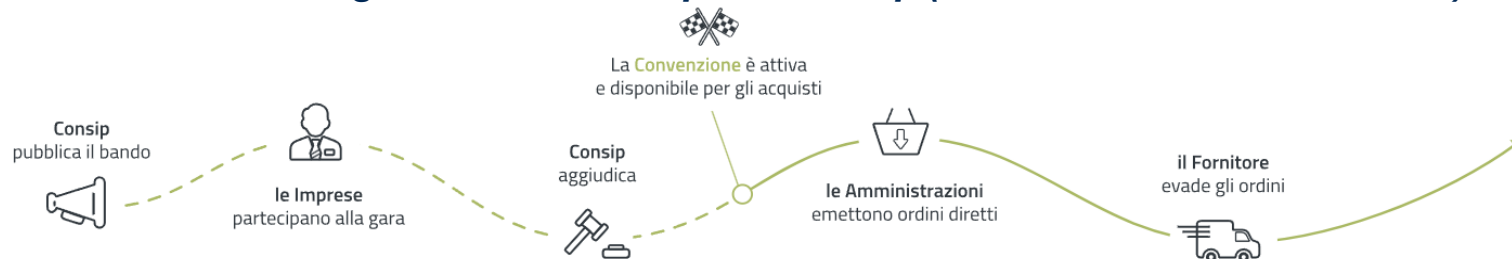 Consip
pubblica il bando
le Imprese
partecipano alla gara
Consip
aggiudica
La Convenzione è attiva
e disponibile per gli acquisti
le Amministrazioni
emettono ordini diretti
il Fornitore
evade gli ordini